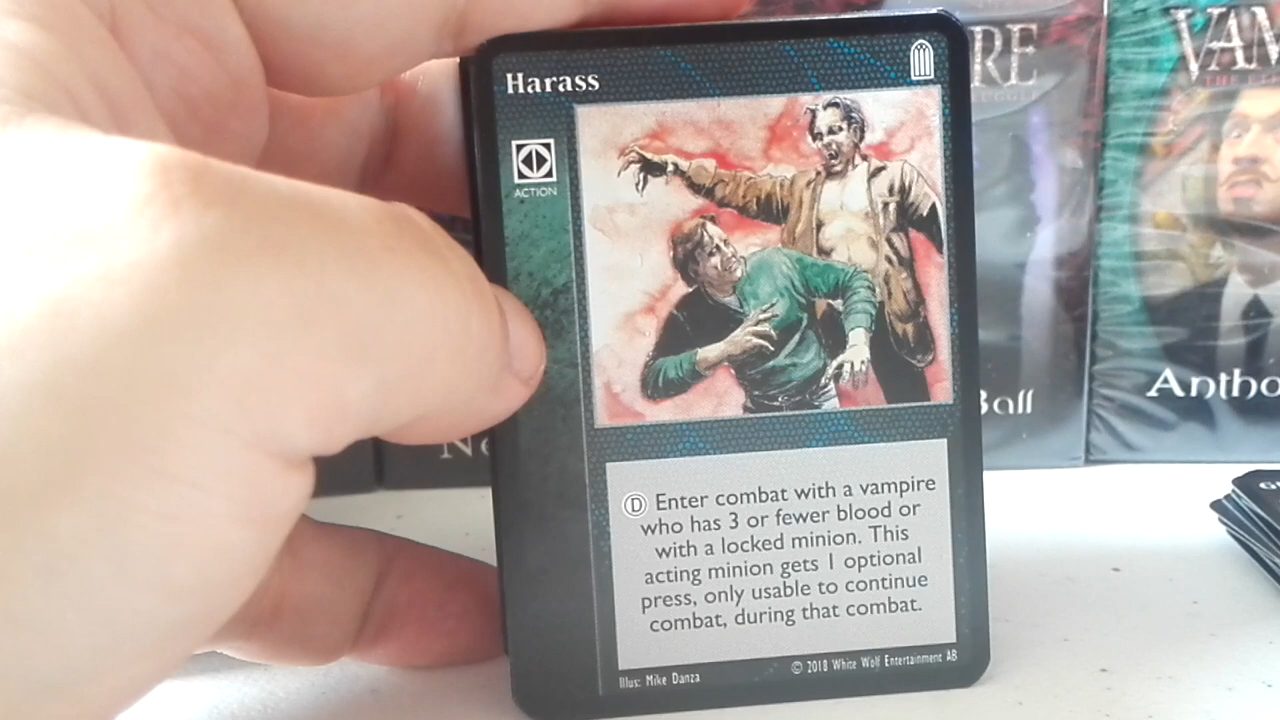 Harass
ACTION
D Enter combat with a vampire
who has 3 or fewer blood or
with a locked minion. This
acting minion gets 1 optional
press, only usable to continue
combat, during that combat.
Illus: Mike Danza
© 2018 White Wolf Entertainment AB
RE
VAM
Ball
Antho
Ne